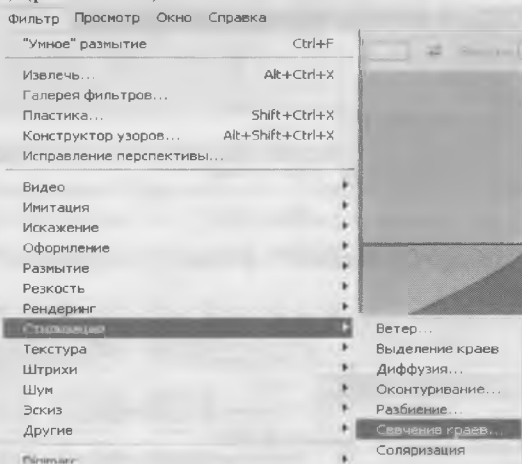 Фильтр Просмотр Окно Справка
"Умное" размытие Ctrl+F
Извлечь... Alt+Ctrl+X
Галерея фильтров...
Пластика... Shift+Ctrl+X
Конструктор узоров... Alt+Shift+Ctrl+X
Исправление перспективы...
Видео
Имитация
Искажение
Оформление
Размытие
Резкость
Рендеринг
Стилизация
Текстура
Штрихи
Шум
Эскиз
Другие
Digimarc
Ветер...
Выделение краев
Диффузия...
Оконтуривание...
Разбиение...
Свечение краев...
Соляризация